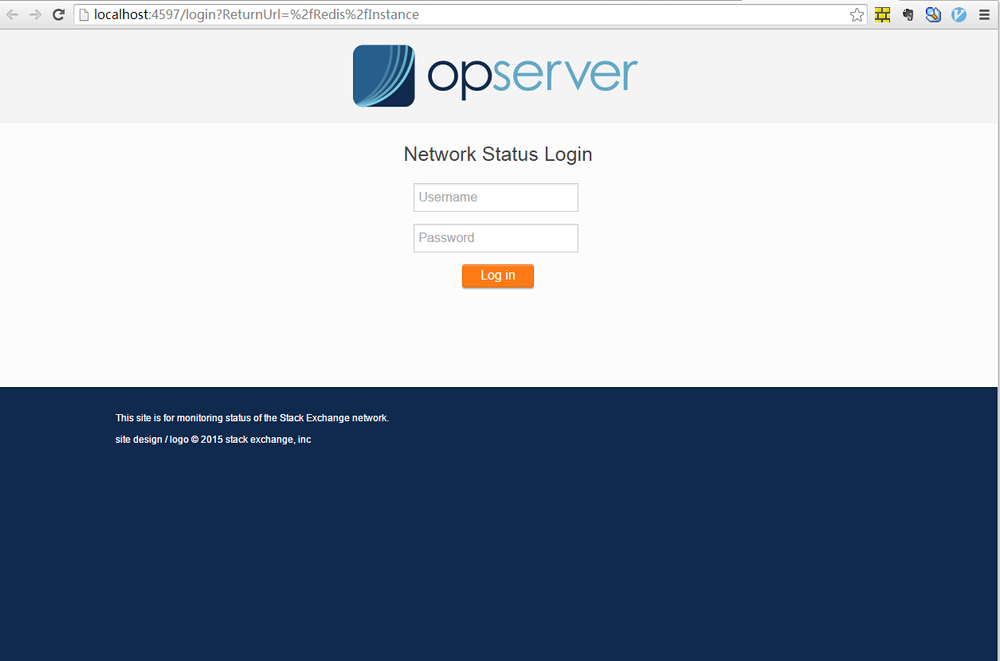 localhost:4597/login?ReturnUrl=%2fRedis%2fInstance
opserver
Network Status Login
Username
Password
Log in
This site is for monitoring status of the Stack Exchange network.
site design / logo © 2015 stack exchange, inc